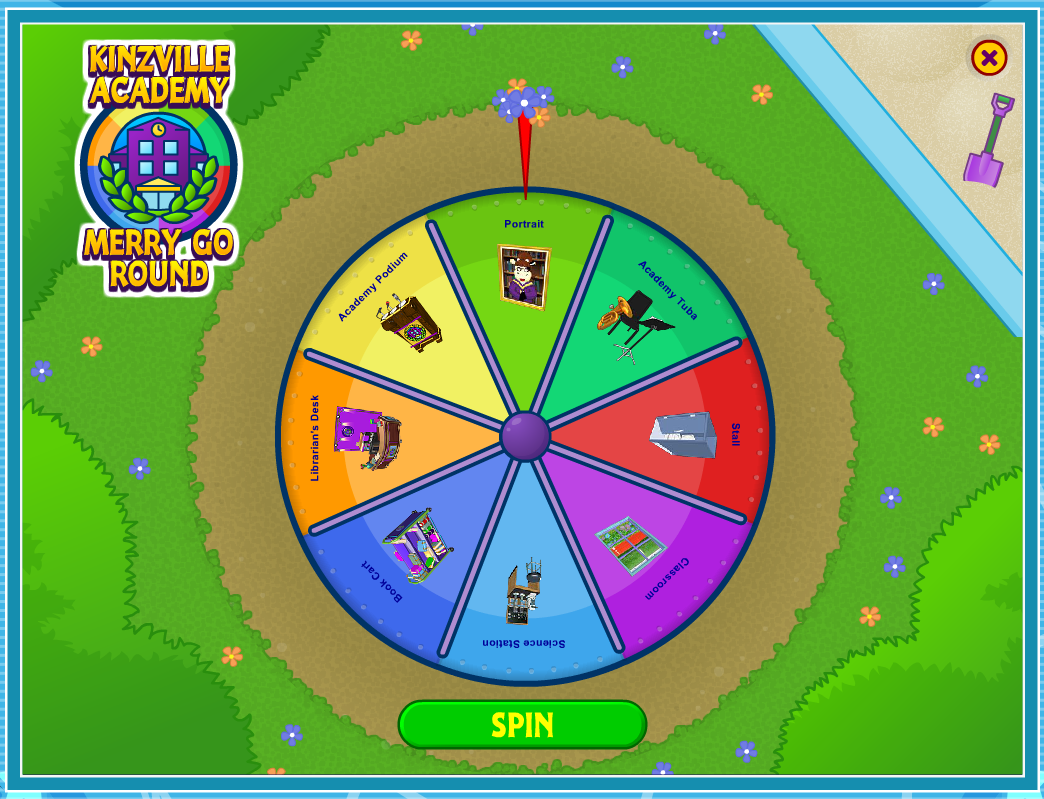 KINZVILLE
ACADEMY
MERRY GO
ROUND
Portrait
Academy Tuba
Stall
Classroom
Science Station
Book Cart
Librarian's Desk
Academy Podium
SPIN